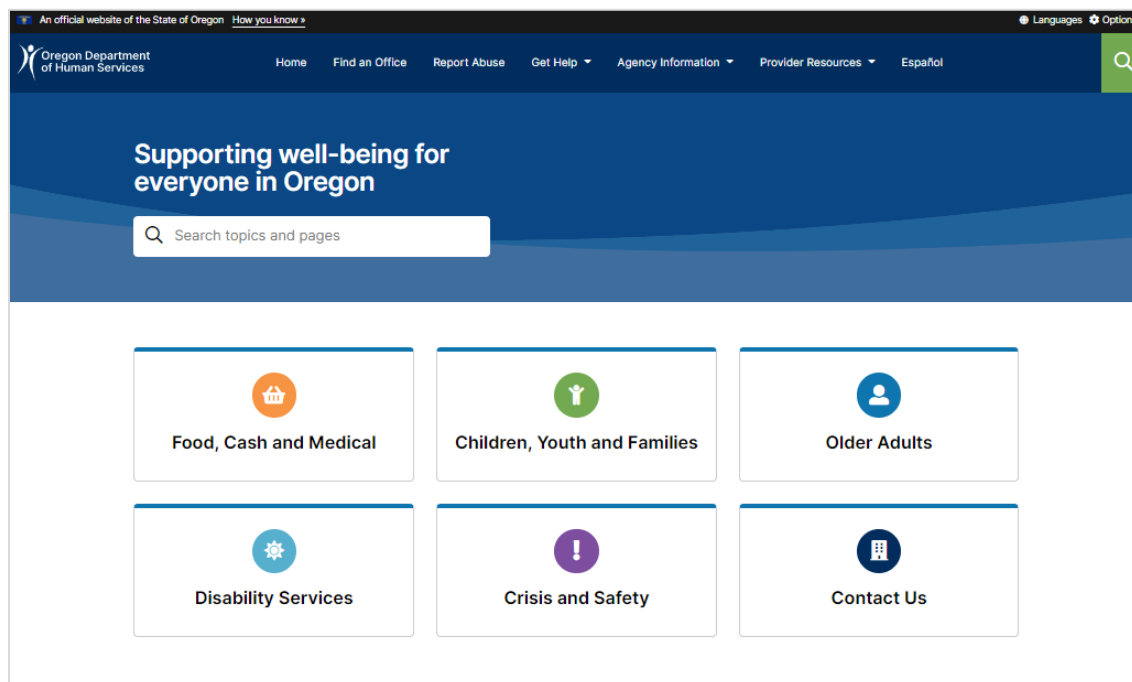 An official website of the State of Oregon How you know »
Languages Option
Oregon Department
of Human Services
Home Find an Office Report Abuse Get Help Agency Information Provider Resources Español
Supporting well-being for
everyone in Oregon
Search topics and pages
Food, Cash and Medical
Children, Youth and Families
Older Adults
Disability Services
Crisis and Safety
Contact Us